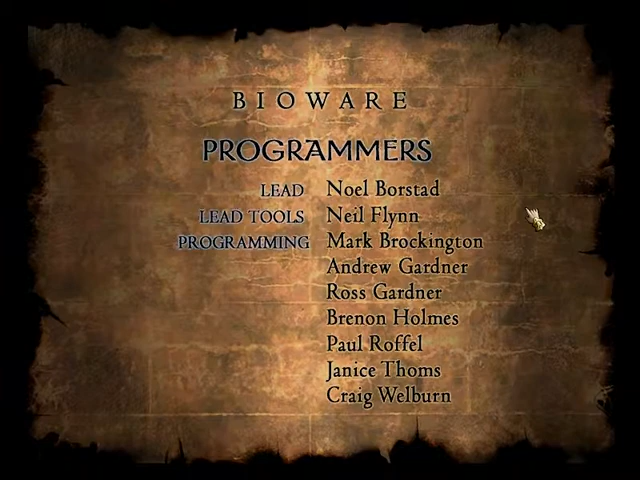 BIOWARE
PROGRAMMERS
LEAD Noel Borstad
LEAD TOOLS Neil Flynn
PROGRAMMING Mark Brockington
Andrew Gardner
Ross Gardner
Brenon Holmes
Paul Roffel
Janice Thoms
Craig Welburn